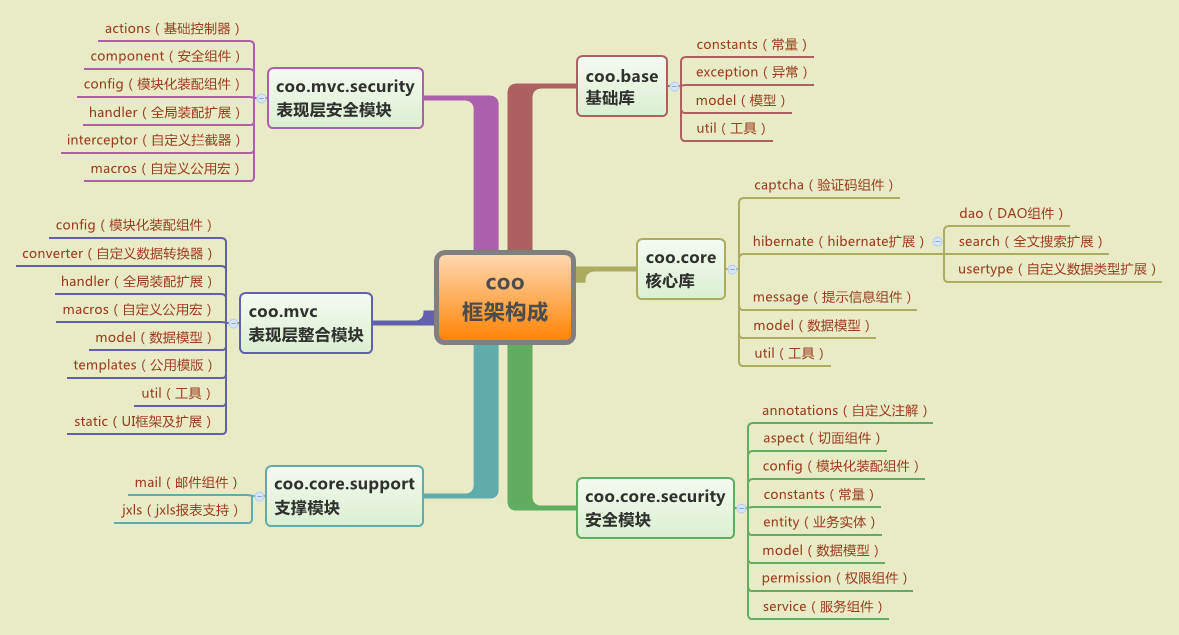 coo
框架构成
coo.base
基础库
constants（常量）
exception（异常）
model（模型）
util（工具）
coo.core
核心库
captcha（验证码组件）
hibernate（hibernate扩展）
dao（DAO组件）
search（全文搜索扩展）
usertype（自定义数据类型扩展）
message（提示信息组件）
model（数据模型）
util（工具）
coo.core.security
安全模块
annotations（自定义注解）
aspect（切面组件）
config（模块化装配组件）
constants（常量）
entity（业务实体）
model（数据模型）
permission（权限组件）
service（服务组件）
coo.mvc.security
表现层安全模块
actions（基础控制器）
component（安全组件）
config（模块化装配组件）
handler（全局装配扩展）
interceptor（自定义拦截器）
macros（自定义公用宏）
coo.mvc
表现层整合模块
config（模块化装配组件）
converter（自定义数据转换器）
handler（全局装配扩展）
macros（自定义公用宏）
model（数据模型）
templates（公用模版）
util（工具）
static（UI框架及扩展）
coo.core.support
支撑模块
mail（邮件组件）
jxls（jxls报表支持）